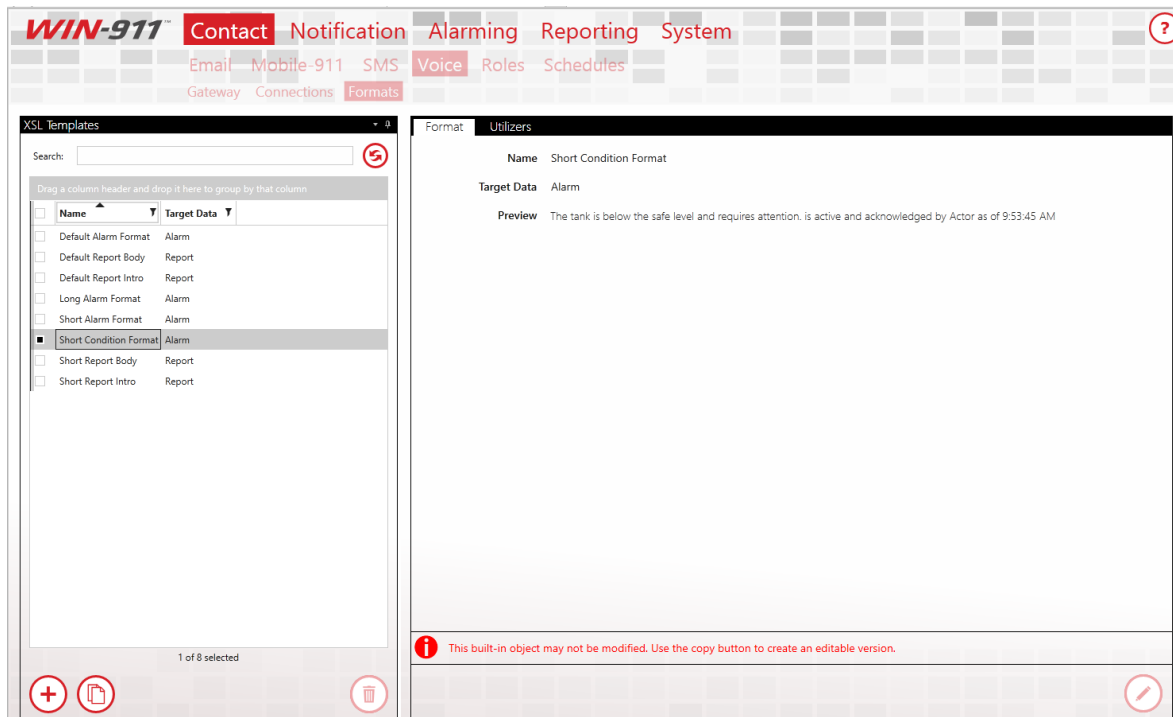 WIN-911™ Contact Notification Alarming Reporting System ?
Email Mobile-911 SMS Voice Roles Schedules
Gateway Connections Formats
XSL Templates
Search:
Drag a column header and drop it here to group by that column
Name Target Data
Default Alarm Format Alarm
Default Report Body Report
Default Report Intro Report
Long Alarm Format Alarm
Short Alarm Format Alarm
Short Condition Format Alarm
Short Report Body Report
Short Report Intro Report
1 of 8 selected
Format Utilizers
Name Short Condition Format
Target Data Alarm
Preview The tank is below the safe level and requires attention. is active and acknowledged by Actor as of 9:53:45 AM
This built-in object may not be modified. Use the copy button to create an editable version.